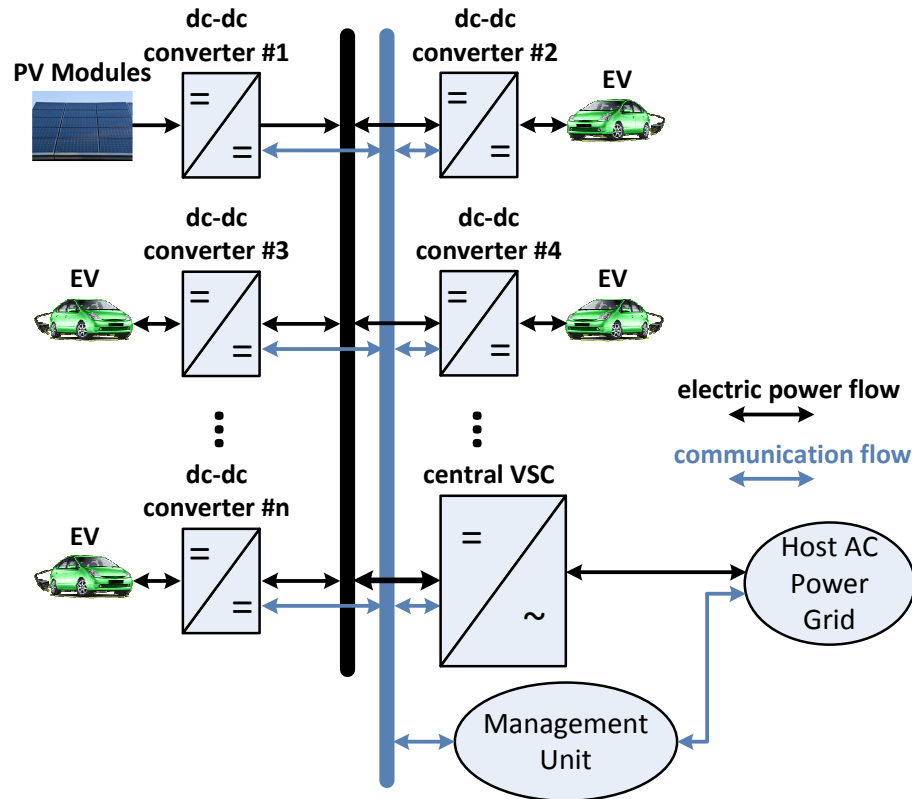 dc-dc
converter #1
dc-dc
converter #2
PV Modules
EV
=
=
=
=
dc-dc
converter #3
dc-dc
converter #4
EV
EV
=
=
=
=
electric power flow
communication flow
dc-dc
converter #n
central VSC
EV
=
=
=
~
Host AC
Power
Grid
Management
Unit